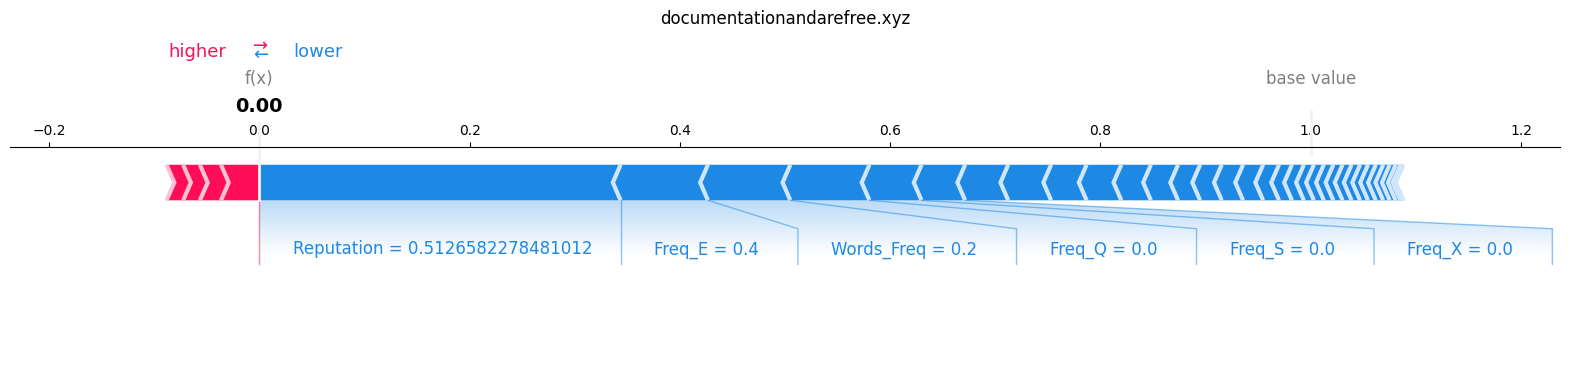 documentationandarefree.xyz
higher → ← lower
f(x) base value
0.00
−0.2 0.0 0.2 0.4 0.6 0.8 1.0 1.2
Reputation = 0.5126582278481012 Freq_E = 0.4 Words_Freq = 0.2 Freq_Q = 0.0 Freq_S = 0.0 Freq_X = 0.0